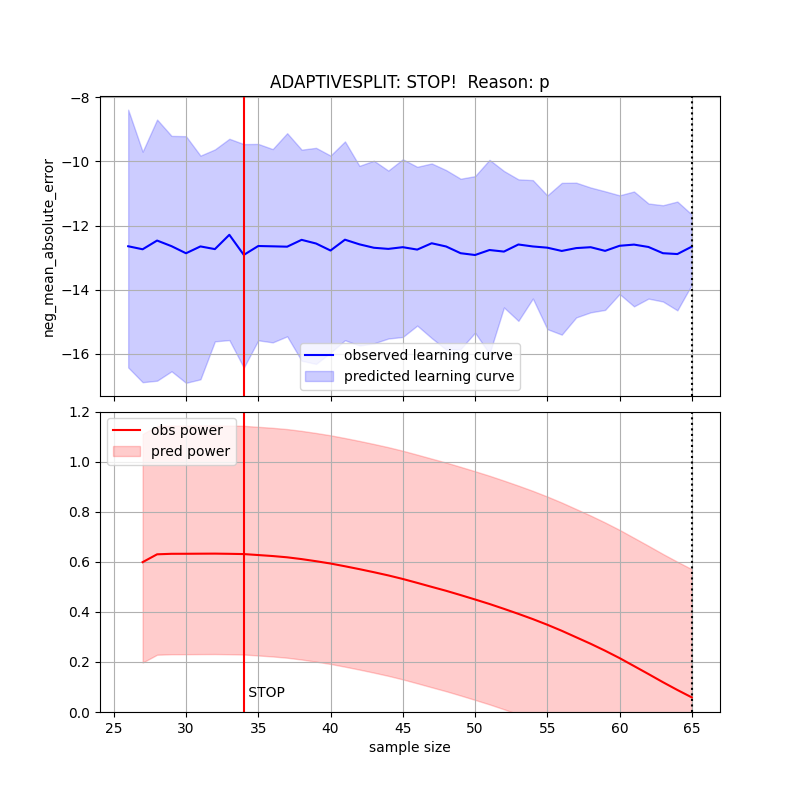 ADAPTIVESPLIT: STOP!  Reason: p
−8
−10
−12
−14
−16
neg_mean_absolute_error
observed learning curve
predicted learning curve
1.2
1.0
0.8
0.6
0.4
0.2
0.0
obs power
pred power
STOP
25 30 35 40 45 50 55 60 65
sample size